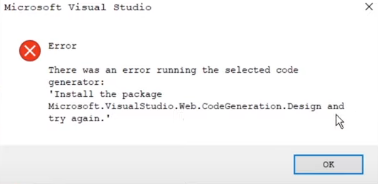 Microsoft Visual Studio
Error
There was an error running the selected code
generator:
'Install the package
Microsoft.VisualStudio.Web.CodeGeneration.Design and
try again.'
OK